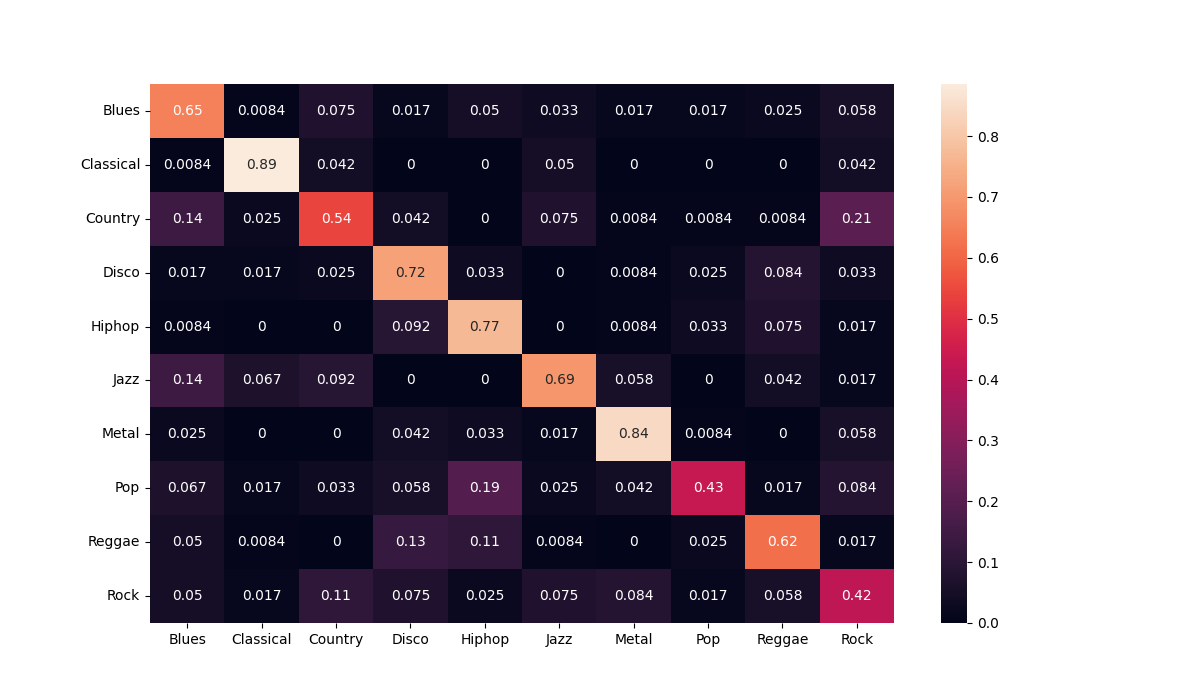 Blues 0.65 0.0084 0.075 0.017 0.05 0.033 0.017 0.017 0.025 0.058
Classical 0.0084 0.89 0.042 0 0 0.05 0 0 0 0.042
Country 0.14 0.025 0.54 0.042 0 0.075 0.0084 0.0084 0.0084 0.21
Disco 0.017 0.017 0.025 0.72 0.033 0 0.0084 0.025 0.084 0.033
Hiphop 0.0084 0 0 0.092 0.77 0 0.0084 0.033 0.075 0.017
Jazz 0.14 0.067 0.092 0 0 0.69 0.058 0 0.042 0.017
Metal 0.025 0 0 0.042 0.033 0.017 0.84 0.0084 0 0.058
Pop 0.067 0.017 0.033 0.058 0.19 0.025 0.042 0.43 0.017 0.084
Reggae 0.05 0.0084 0 0.13 0.11 0.0084 0 0.025 0.62 0.017
Rock 0.05 0.017 0.11 0.075 0.025 0.075 0.084 0.017 0.058 0.42
Blues Classical Country Disco Hiphop Jazz Metal Pop Reggae Rock
0.8
0.7
0.6
0.5
0.4
0.3
0.2
0.1
0.0